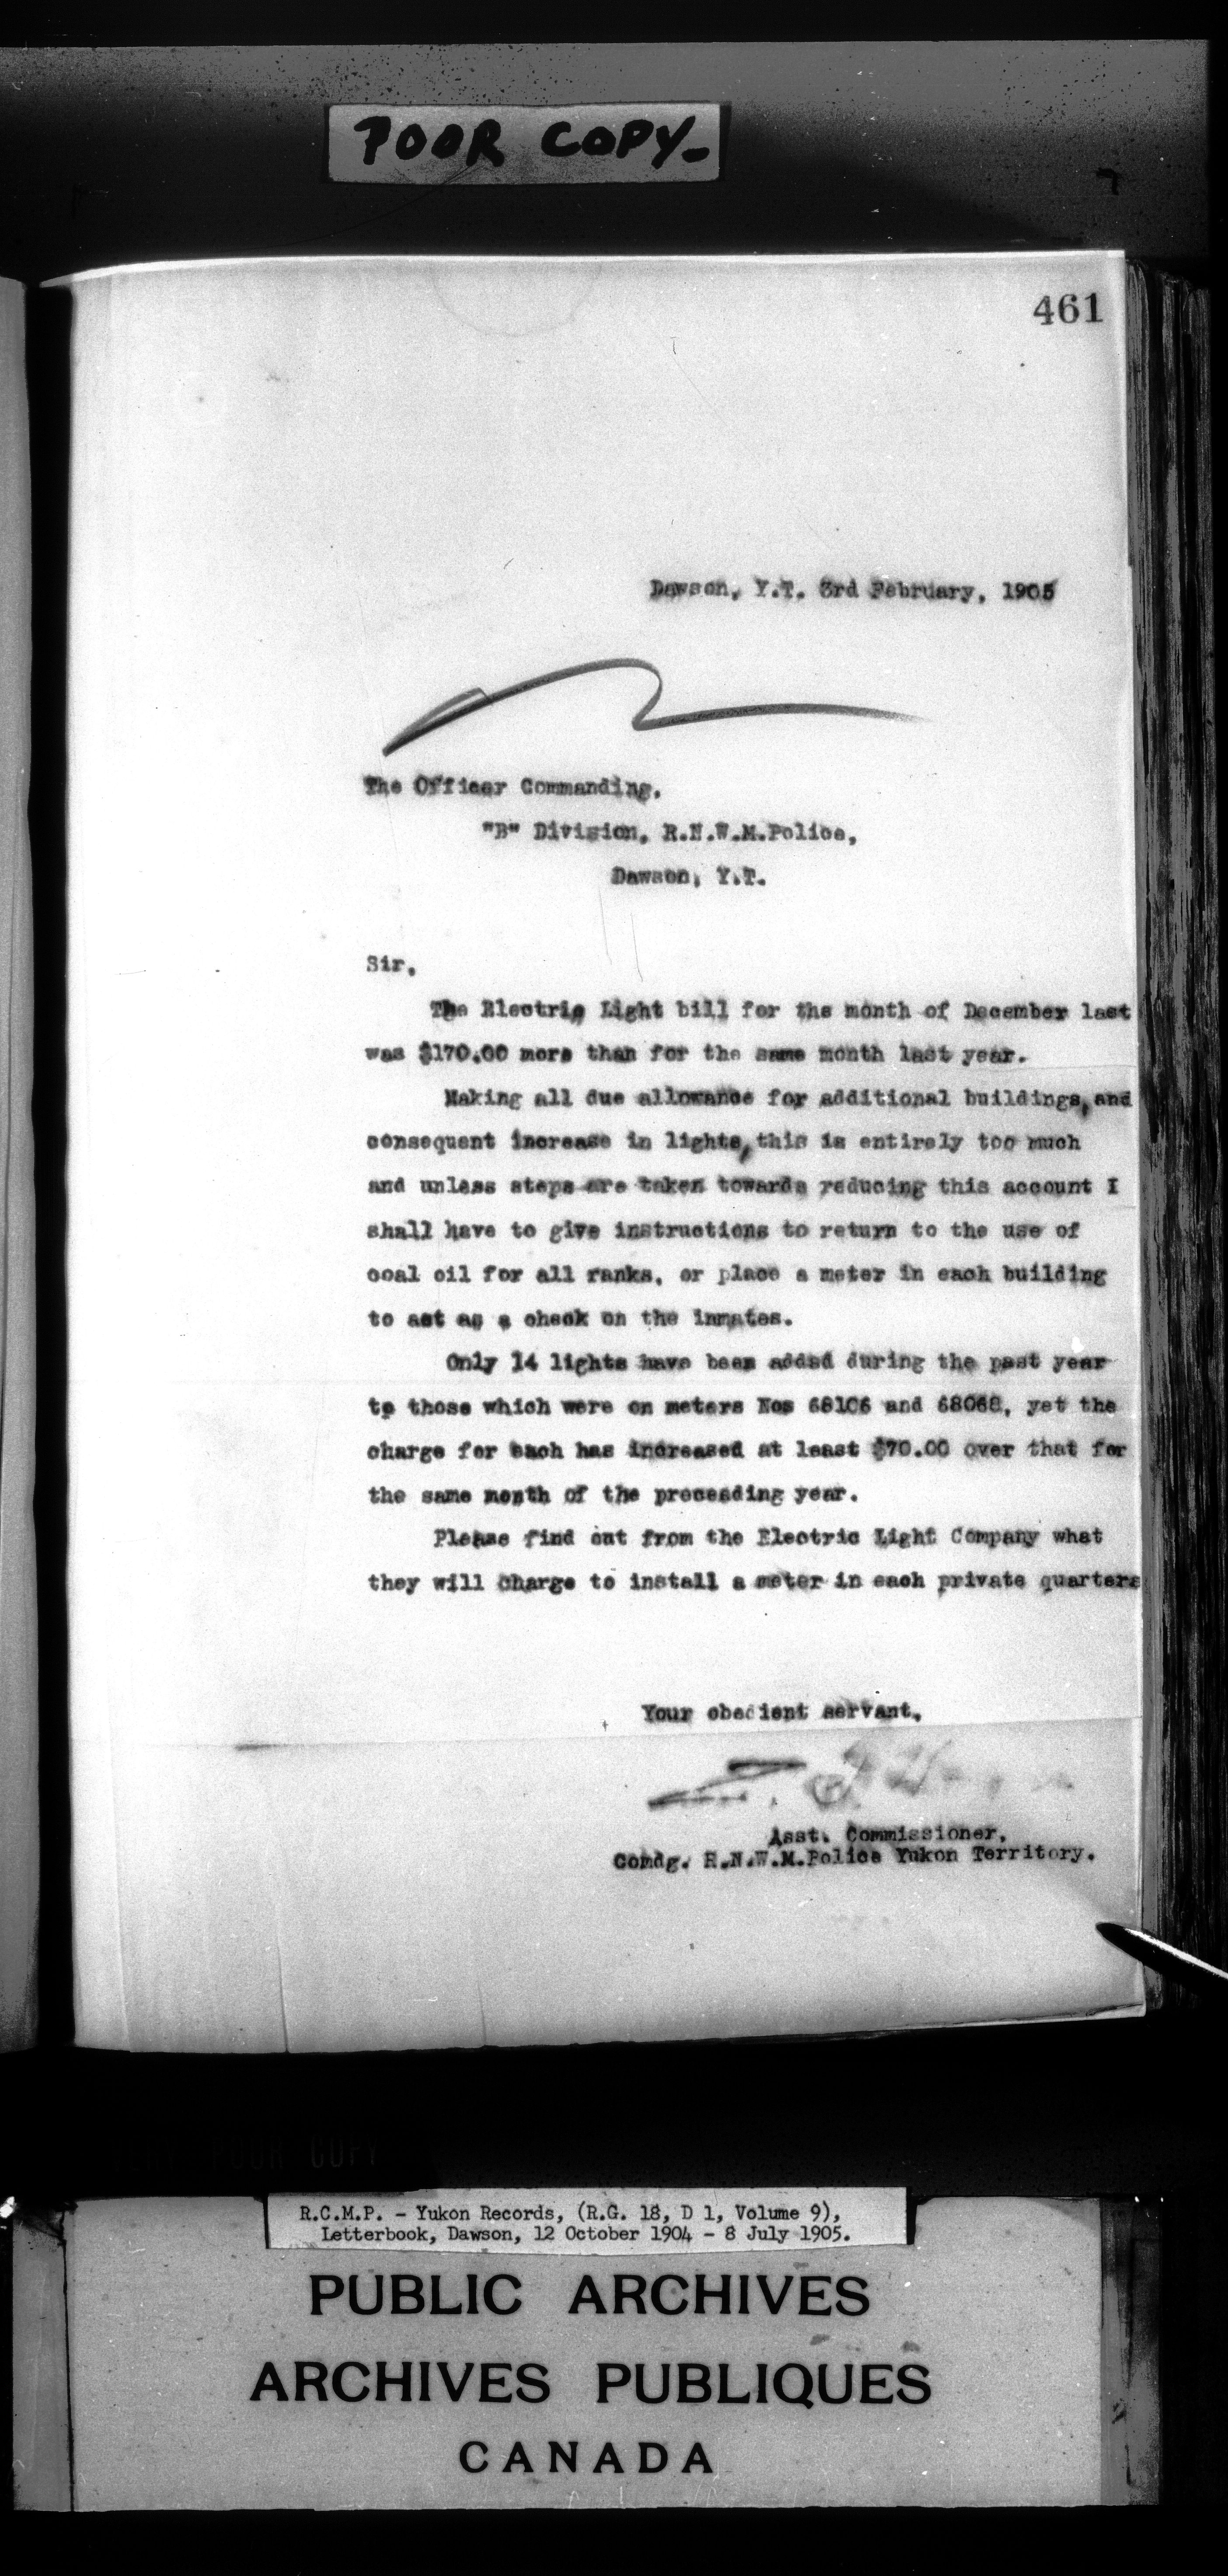 POOR COPY-
461
Dawson, Y.T. 3rd February, 1905
The Officer Commanding,
"B" Division, R.N.W.M.Police,
Dawson, Y.T.
Sir,
The Electric Light bill for the month of December last
was $170.00 more than for the same month last year.
Making all due allowance for additional buildings, and
consequent increase in lights, this is entirely too much
and unless steps are taken towards reducing this account I
shall have to give instructions to return to the use of
coal oil for all ranks, or place a meter in each building
to act as a check on the inmates.
Only 14 lights have been added during the past year
to those which were on meters Nos 68106 and 68068, yet the
charge for each has increased at least $70.00 over that for
the same month of the preceeding year.
Please find out from the Electric Light Company what
they will charge to install a meter in each private quarters
Your obedient servant,
Asst. Commissioner,
Comdg. R.N.W.M.Police Yukon Territory.
POOR COPY
R.C.M.P. - Yukon Records, (R.G. 18, D 1, Volume 9),
Letterbook, Dawson, 12 October 1904 - 8 July 1905.
PUBLIC ARCHIVES
ARCHIVES PUBLIQUES
CANADA